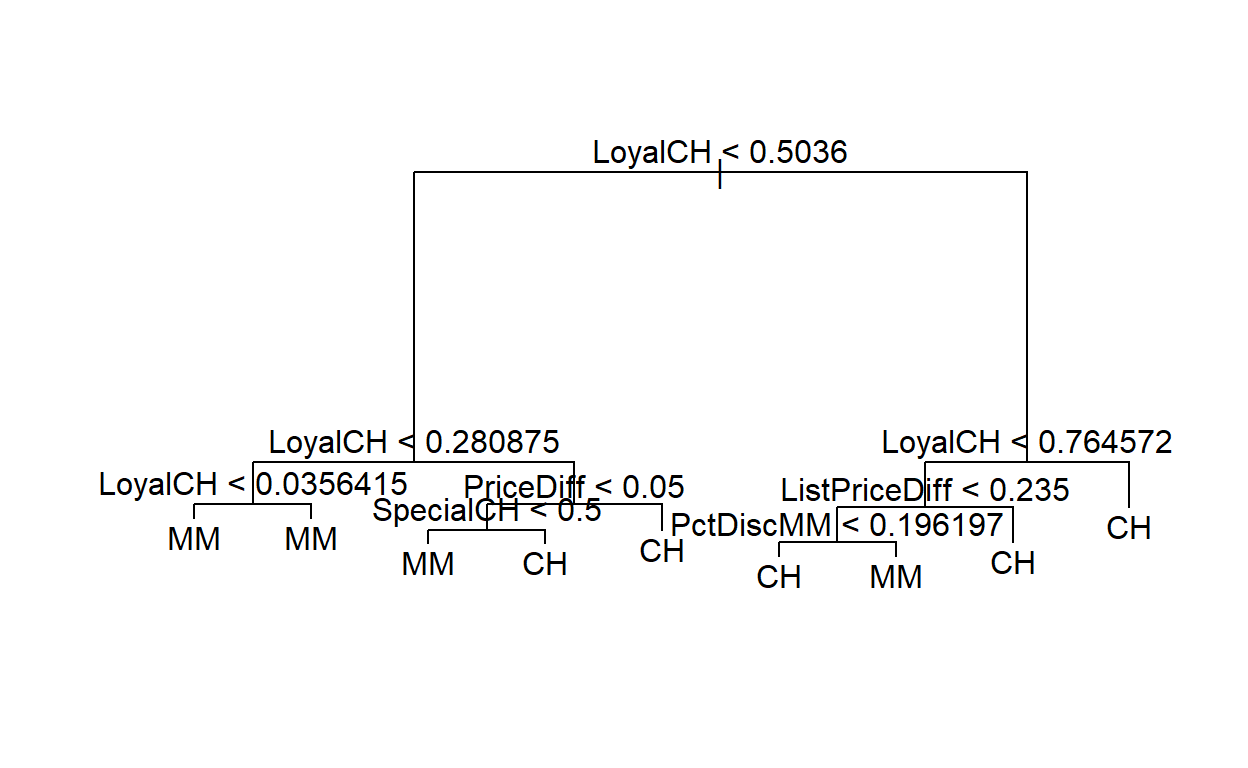 LoyalCH < 0.5036
LoyalCH < 0.280875
LoyalCH < 0.764572
LoyalCH < 0.0356415
PriceDiff < 0.05
ListPriceDiff < 0.235
SpecialCH < 0.5
PctDiscMM < 0.196197
MM
MM
MM
CH
CH
CH
MM
CH
CH